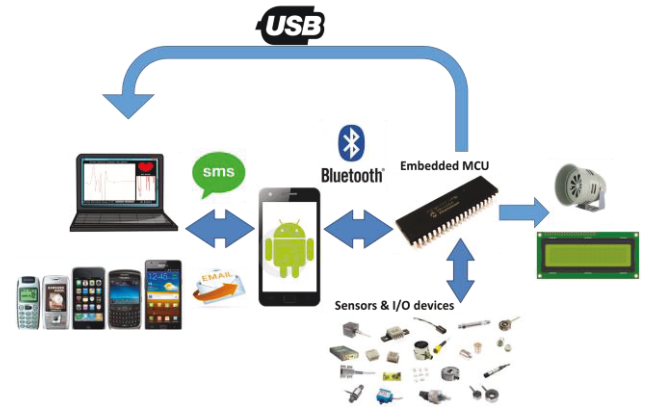 USB
sms
Bluetooth®
Embedded MCU
EMAIL
Sensors & I/O devices